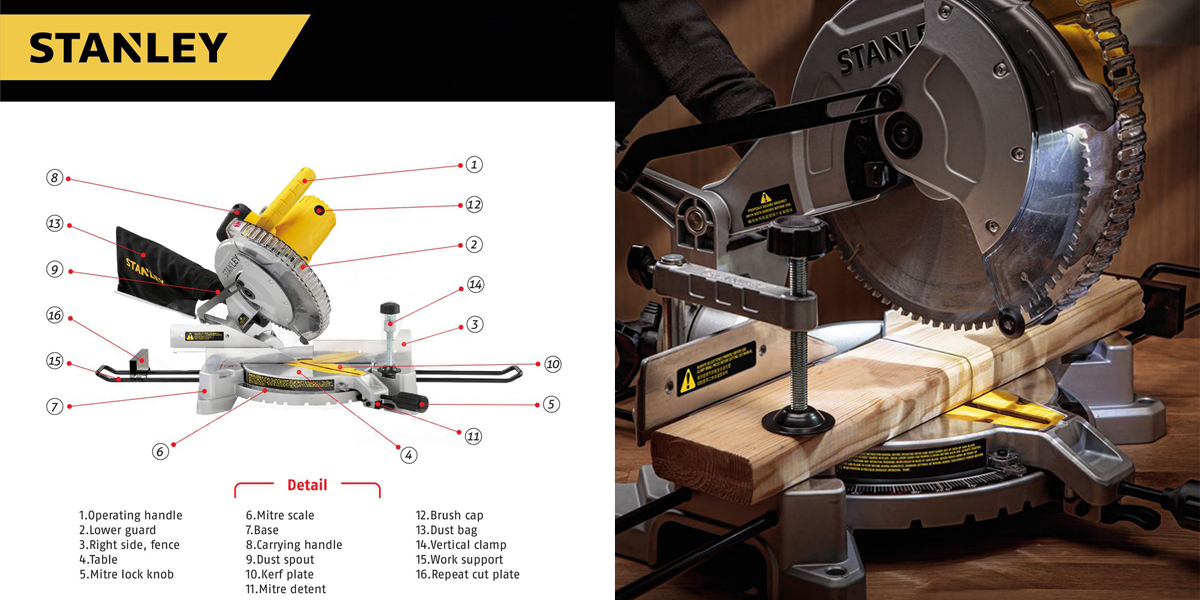 STANLEY
1
8
12
13
STANLEY
2
STANLEY
9
14
16
3
15
10
7
5
11
6
4
Detail
1.Operating handle
2.Lower guard
3.Right side, fence
4.Table
5.Mitre lock knob
6.Mitre scale
7.Base
8.Carrying handle
9.Dust spout
10.Kerf plate
11.Mitre detent
12.Brush cap
13.Dust bag
14.Vertical clamp
15.Work support
16.Repeat cut plate
STANL